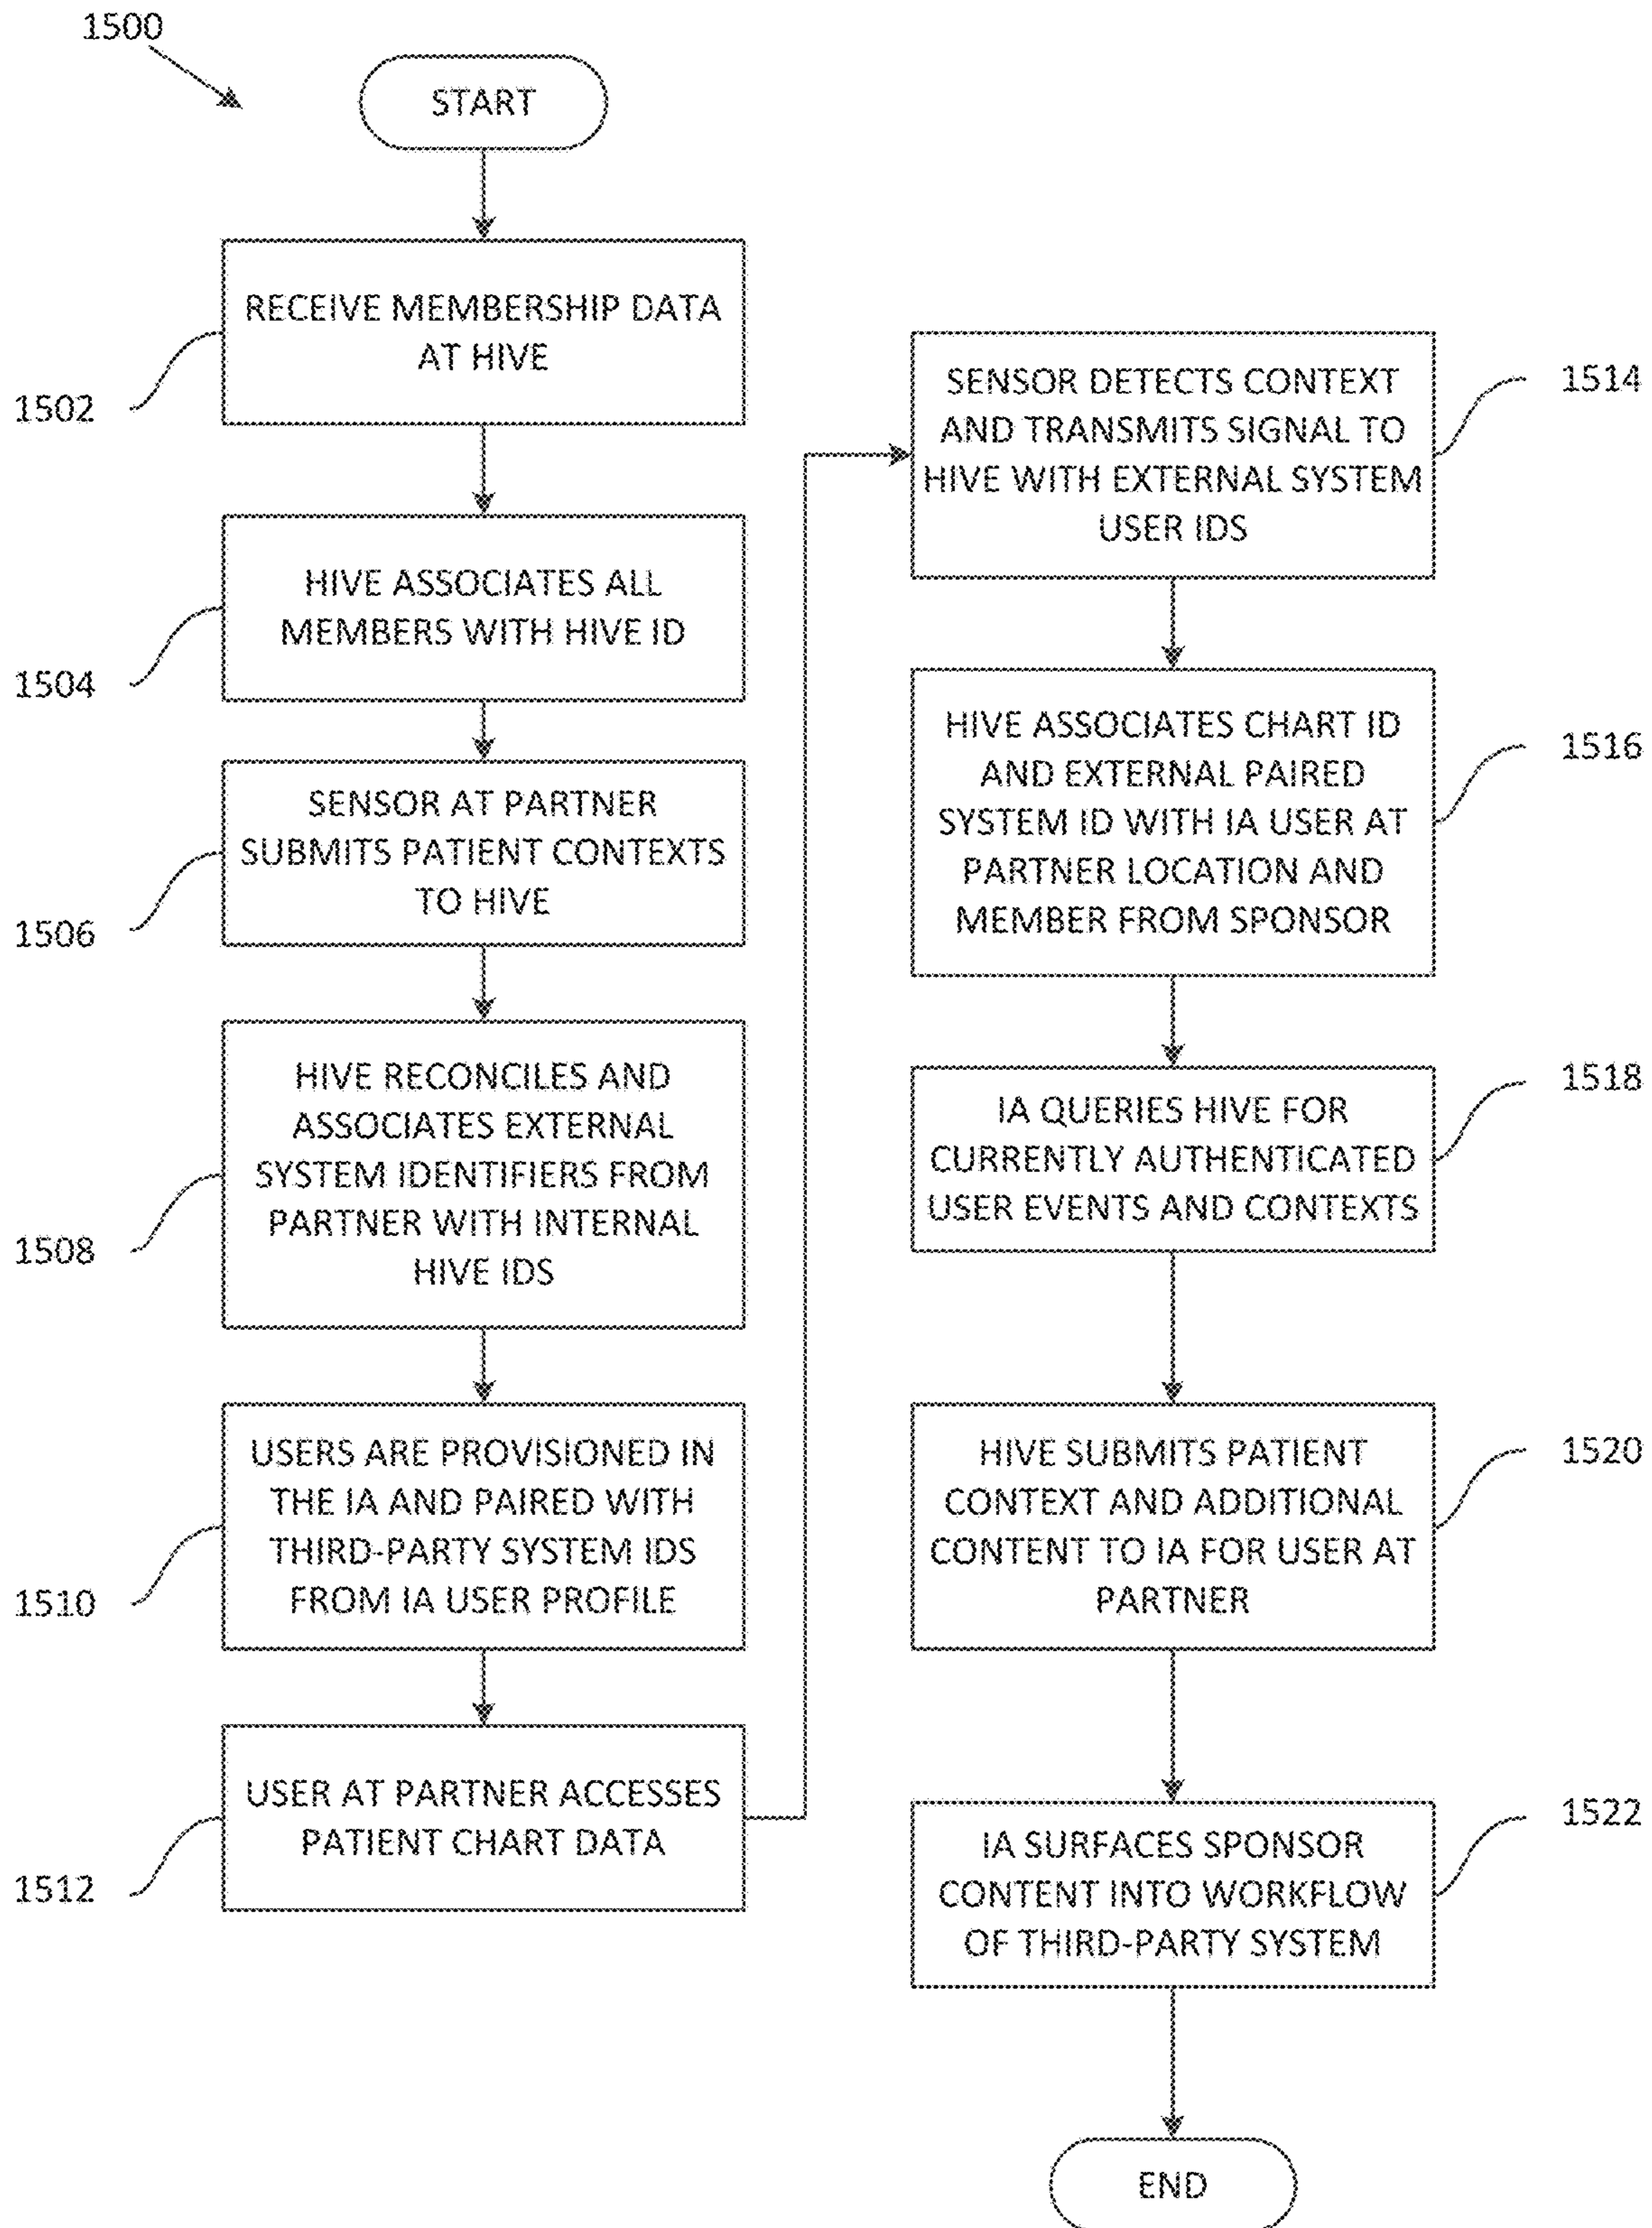 1500
START
RECEIVE MEMBERSHIP DATA
AT HIVE
1502
HIVE ASSOCIATES ALL
MEMBERS WITH HIVE ID
1504
SENSOR AT PARTNER
SUBMITS PATIENT CONTEXTS
TO HIVE
1506
HIVE RECONCILES AND
ASSOCIATES EXTERNAL
SYSTEM IDENTIFIERS FROM
PARTNER WITH INTERNAL
HIVE IDS
1508
USERS ARE PROVISIONED IN
THE IA AND PAIRED WITH
THIRD-PARTY SYSTEM IDS
FROM IA USER PROFILE
1510
USER AT PARTNER ACCESSES
PATIENT CHART DATA
1512
SENSOR DETECTS CONTEXT
AND TRANSMITS SIGNAL TO
HIVE WITH EXTERNAL SYSTEM
USER IDS
1514
HIVE ASSOCIATES CHART ID
AND EXTERNAL PAIRED
SYSTEM ID WITH IA USER AT
PARTNER LOCATION AND
MEMBER FROM SPONSOR
1516
IA QUERIES HIVE FOR
CURRENTLY AUTHENTICATED
USER EVENTS AND CONTEXTS
1518
HIVE SUBMITS PATIENT
CONTEXT AND ADDITIONAL
CONTENT TO IA FOR USER AT
PARTNER
1520
IA SURFACES SPONSOR
CONTENT INTO WORKFLOW
OF THIRD-PARTY SYSTEM
1522
END